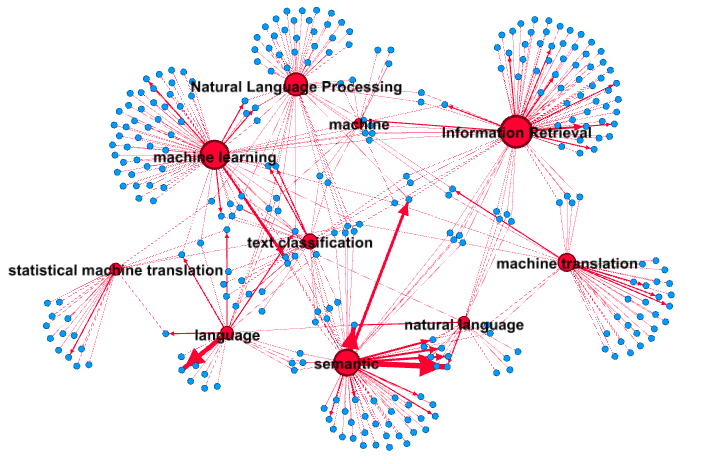 Natural Language Processing
machine
Information Retrieval
machine learning
text classification
statistical machine translation
machine translation
language
natural language
semantic